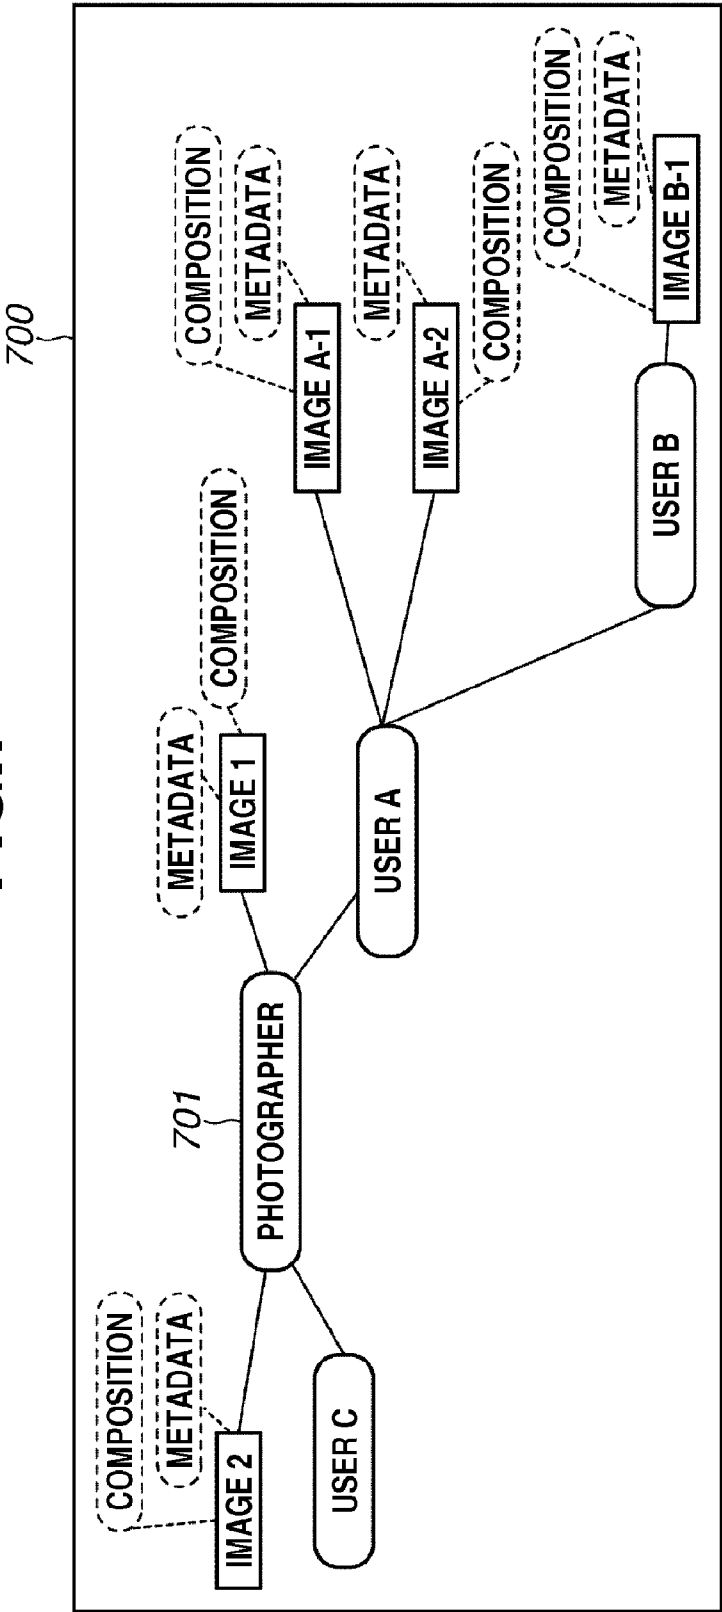 700
COMPOSITION
METADATA
701
METADATA
COMPOSITION
COMPOSITION
METADATA
IMAGE 2
IMAGE 1
PHOTOGRAPHER
IMAGE A-1
USER C
METADATA
USER A
IMAGE A-2
COMPOSITION
COMPOSITION
METADATA
USER B
IMAGE B-1